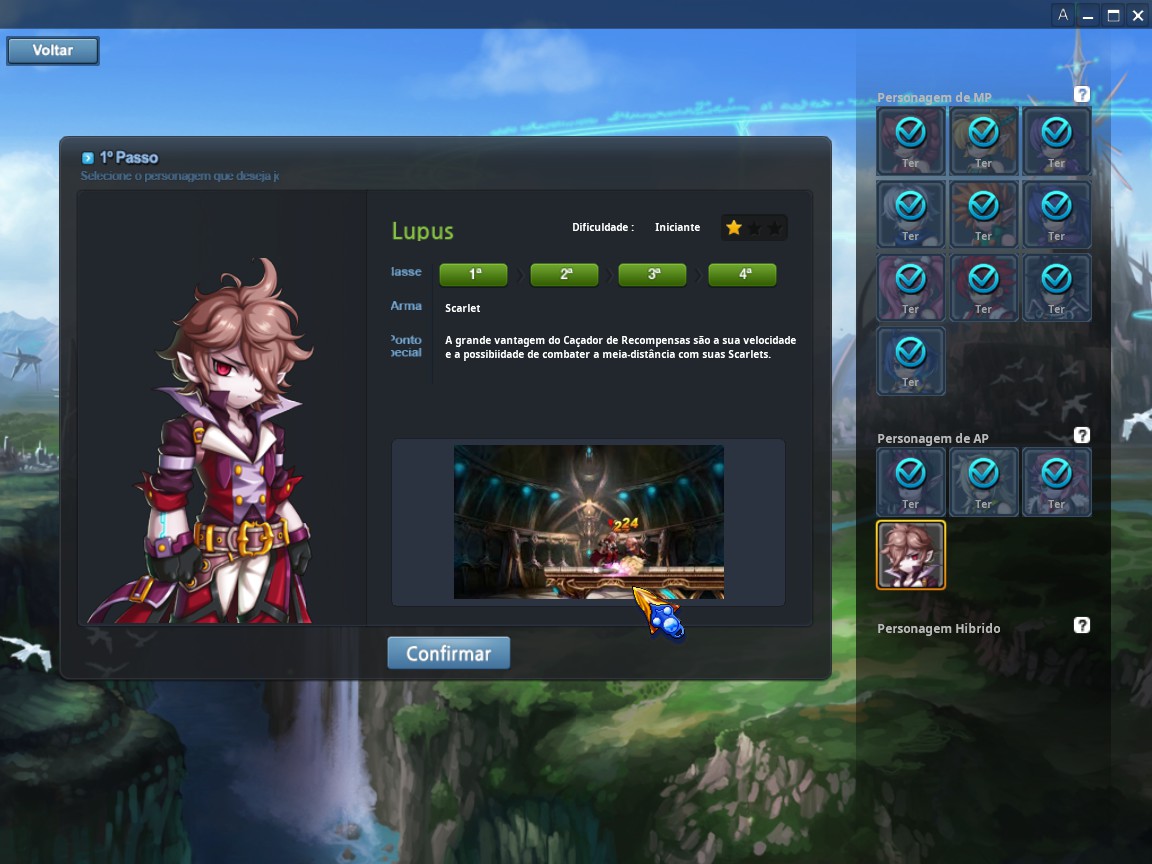 A
Voltar
1º Passo
Selecione o personagem que deseja j
Lupus
Dificuldade :
Iniciante
lasse
1ª
2ª
3ª
4ª
Arma
Scarlet
Ponto
pecial
A grande vantagem do Caçador de Recompensas são a sua velocidade
e a possibiidade de combater a meia-distância com suas Scarlets.
224
Confirmar
Personagem de MP
?
Ter
Ter
Ter
Ter
Ter
Ter
Ter
Ter
Ter
Ter
Personagem de AP
?
Ter
Ter
Ter
Personagem Hibrido
?